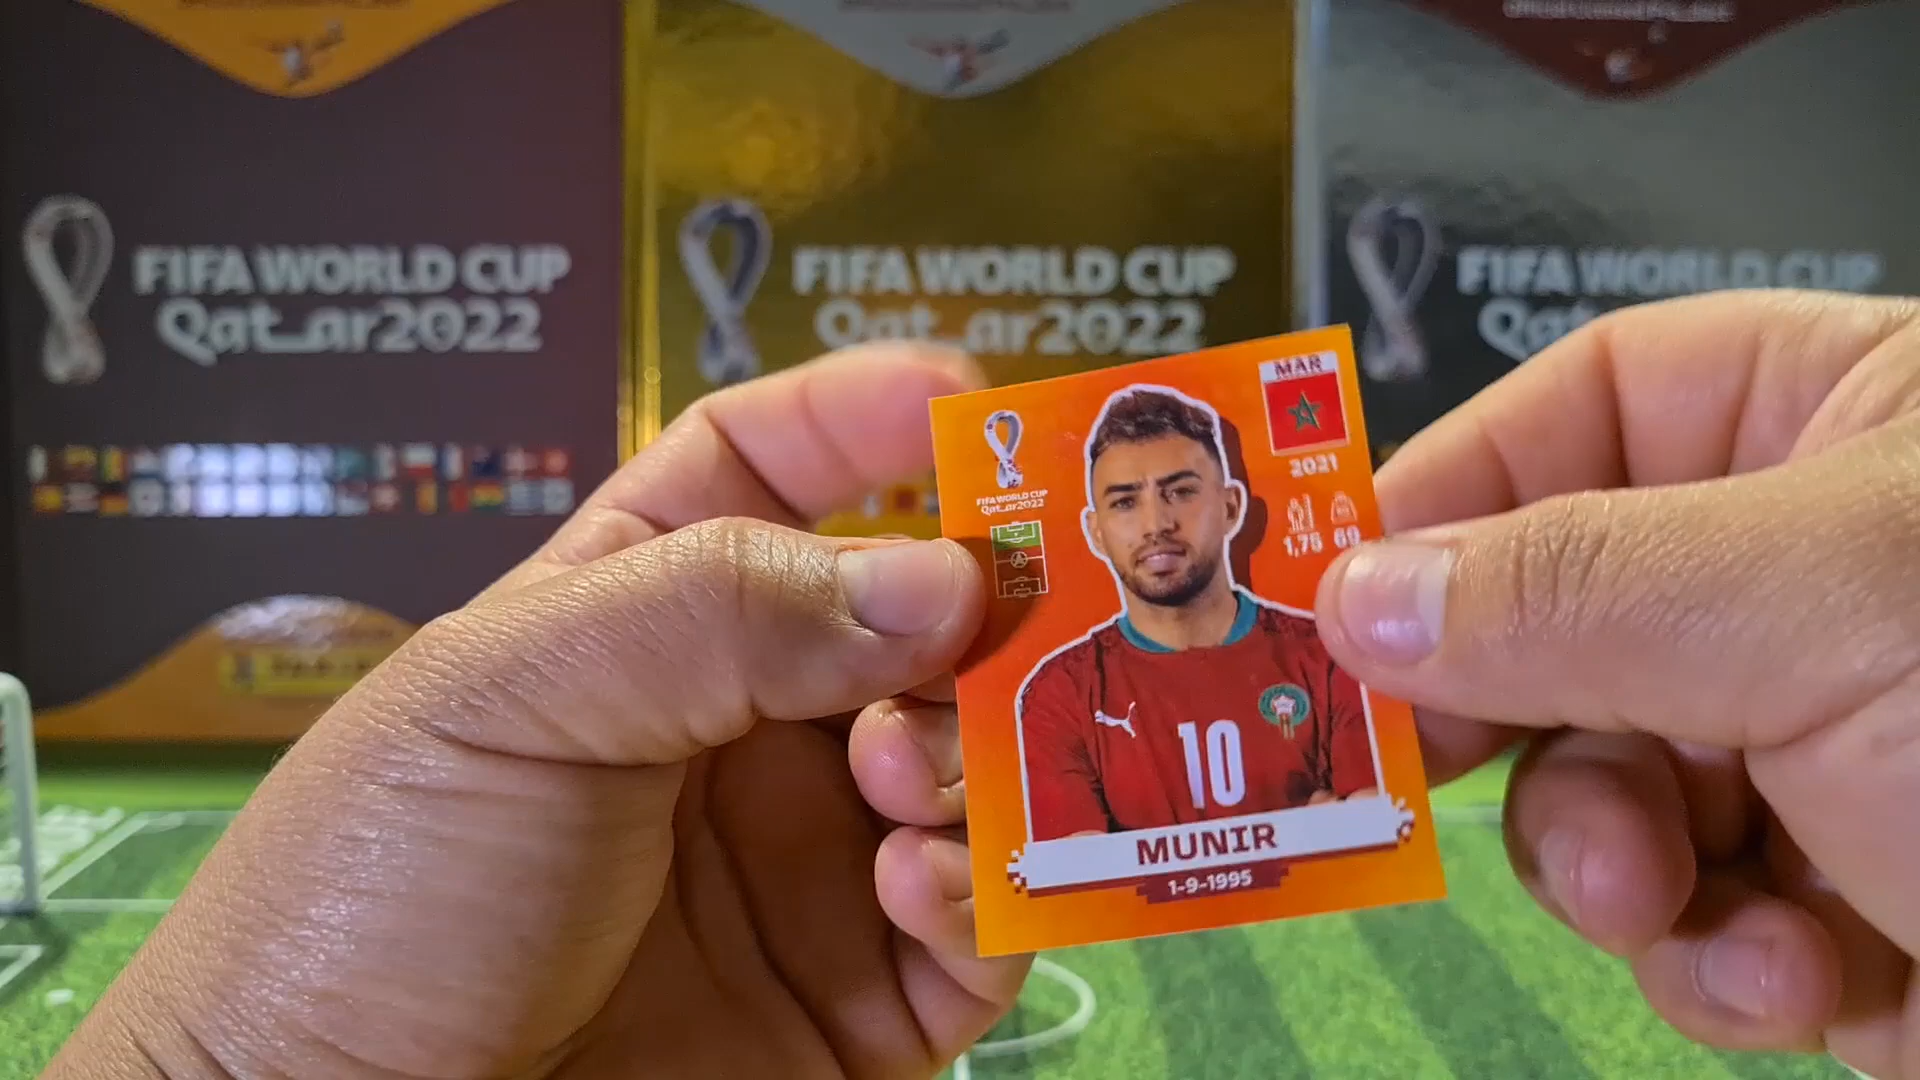 FIFA WORLD CUP
Qatar2022
FIFA WORLD CUP
Qatar2022
FIFA WORLD CUP
MAR
2021
1,75 69
FIFA WORLD CUP
Qatar2022
10
MUNIR
1-9-1995